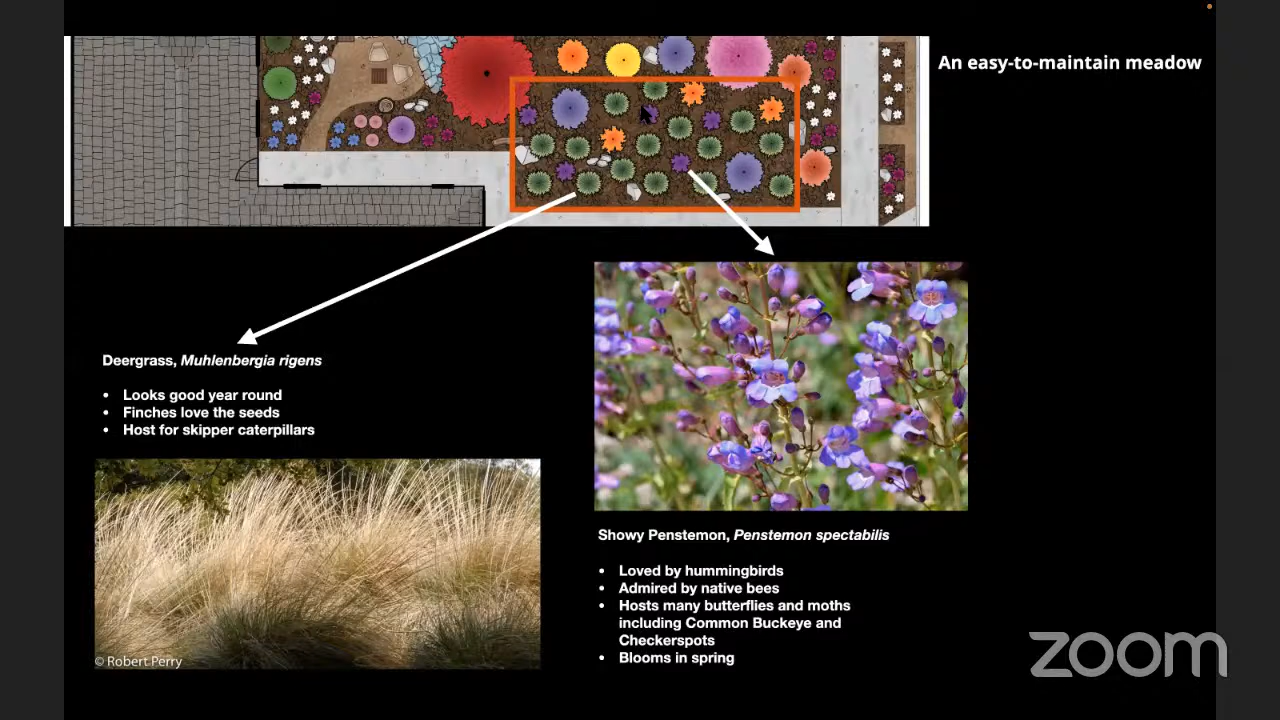 An easy-to-maintain meadow
Deergrass, Muhlenbergia rigens
• Looks good year round
• Finches love the seeds
• Host for skipper caterpillars
© Robert Perry
Showy Penstemon, Penstemon spectabilis
• Loved by hummingbirds
• Admired by native bees
• Hosts many butterflies and moths
including Common Buckeye and
Checkerspots
• Blooms in spring
zoom